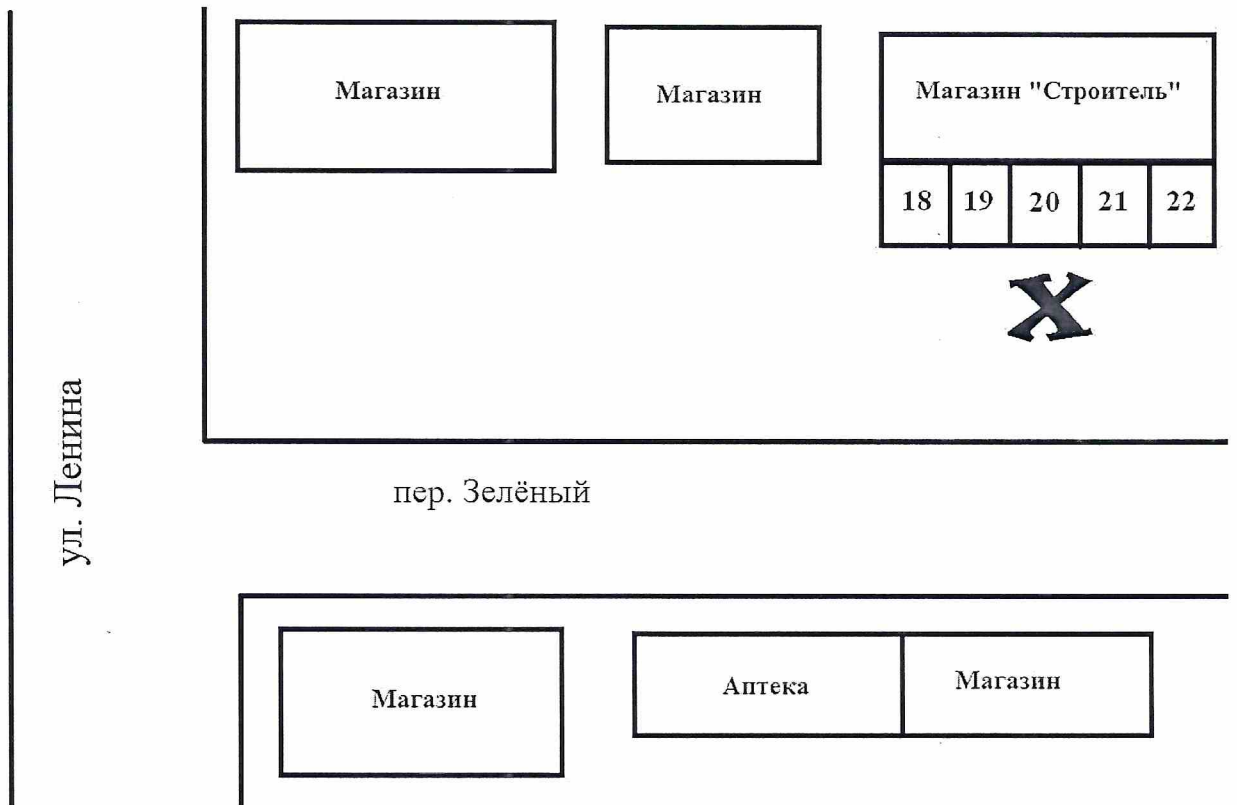 Магазин
Магазин
Магазин "Строитель"
18 19 20 21 22
X
ул. Ленина
пер. Зелёный
Магазин
Аптека
Магазин